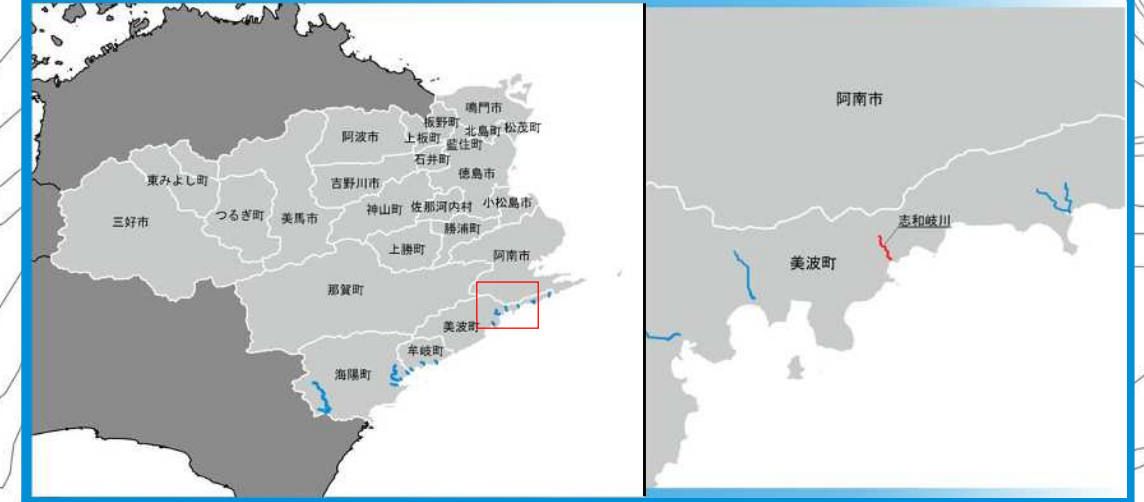 鳴門市
板野町
北島町
松茂町
阿波市
上板町
藍住町
石井町
徳島市
東みよし町
吉野川市
つるぎ町
美馬市
神山町
佐那河内村
小松島市
三好市
勝浦町
上勝町
阿南市
那賀町
美波町
牟岐町
海陽町
阿南市
志和岐川
美波町